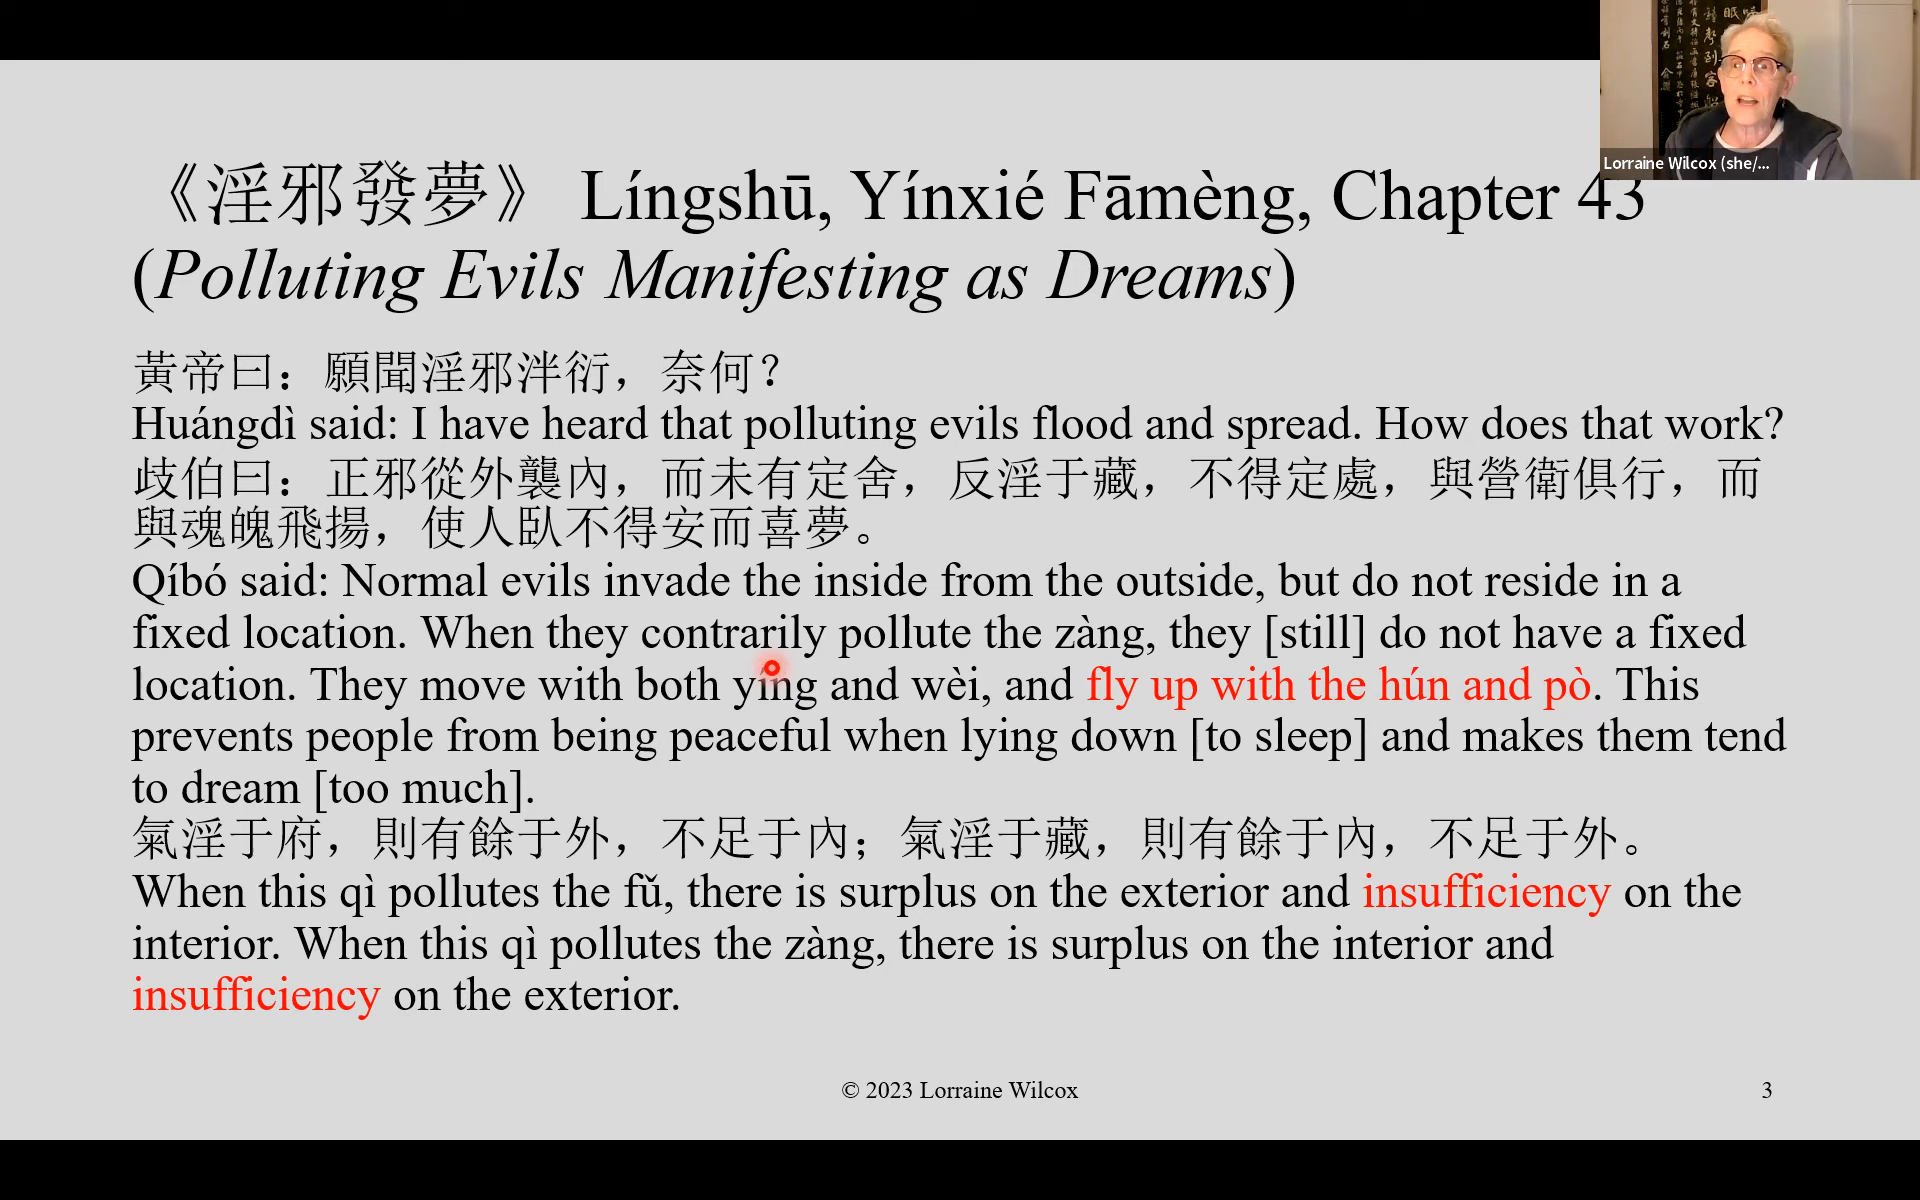 Lorraine Wilcox (she/...
《淫邪發夢》 Língshū, Yínxié Fāmèng, Chapter 43
(Polluting Evils Manifesting as Dreams)
黃帝曰：願聞淫邪泮衍，奈何？
Huángdì said: I have heard that polluting evils flood and spread. How does that work?
歧伯曰：正邪從外襲內，而未有定舍，反淫于藏，不得定處，與營衛俱行，而
與魂魄飛揚，使人臥不得安而喜夢。
Qíbó said: Normal evils invade the inside from the outside, but do not reside in a
fixed location. When they contrarily pollute the zàng, they [still] do not have a fixed
location. They move with both yíng and wèi, and fly up with the hún and pò. This
prevents people from being peaceful when lying down [to sleep] and makes them tend
to dream [too much].
氣淫于府，則有餘于外，不足于內；氣淫于藏，則有餘于內，不足于外。
When this qì pollutes the fǔ, there is surplus on the exterior and insufficiency on the
interior. When this qì pollutes the zàng, there is surplus on the interior and
insufficiency on the exterior.
© 2023 Lorraine Wilcox
3